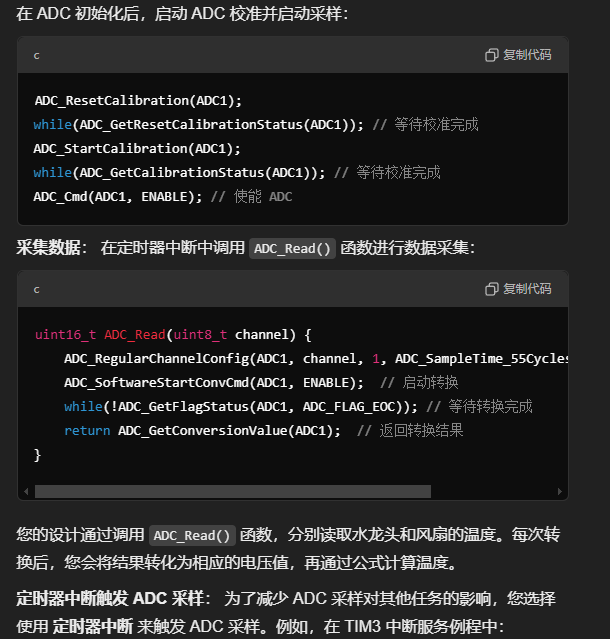 在 ADC 初始化后，启动 ADC 校准并启动采样：
c
复制代码
ADC_ResetCalibration(ADC1);
while(ADC_GetResetCalibrationStatus(ADC1)); // 等待校准完成
ADC_StartCalibration(ADC1);
while(ADC_GetCalibrationStatus(ADC1)); // 等待校准完成
ADC_Cmd(ADC1, ENABLE); // 使能 ADC
采集数据： 在定时器中断中调用 ADC_Read() 函数进行数据采集：
c
复制代码
uint16_t ADC_Read(uint8_t channel) {
ADC_RegularChannelConfig(ADC1, channel, 1, ADC_SampleTime_55Cycles
ADC_SoftwareStartConvCmd(ADC1, ENABLE); // 启动转换
while(!ADC_GetFlagStatus(ADC1, ADC_FLAG_EOC)); // 等待转换完成
return ADC_GetConversionValue(ADC1); // 返回转换结果
}
您的设计通过调用 ADC_Read() 函数，分别读取水龙头和风扇的温度。每次转
换后，您会将结果转化为相应的电压值，再通过公式计算温度。
定时器中断触发 ADC 采样： 为了减少 ADC 采样对其他任务的影响，您选择
使用 定时器中断 来触发 ADC 采样。例如，在 TIM3 中断服务例程中：